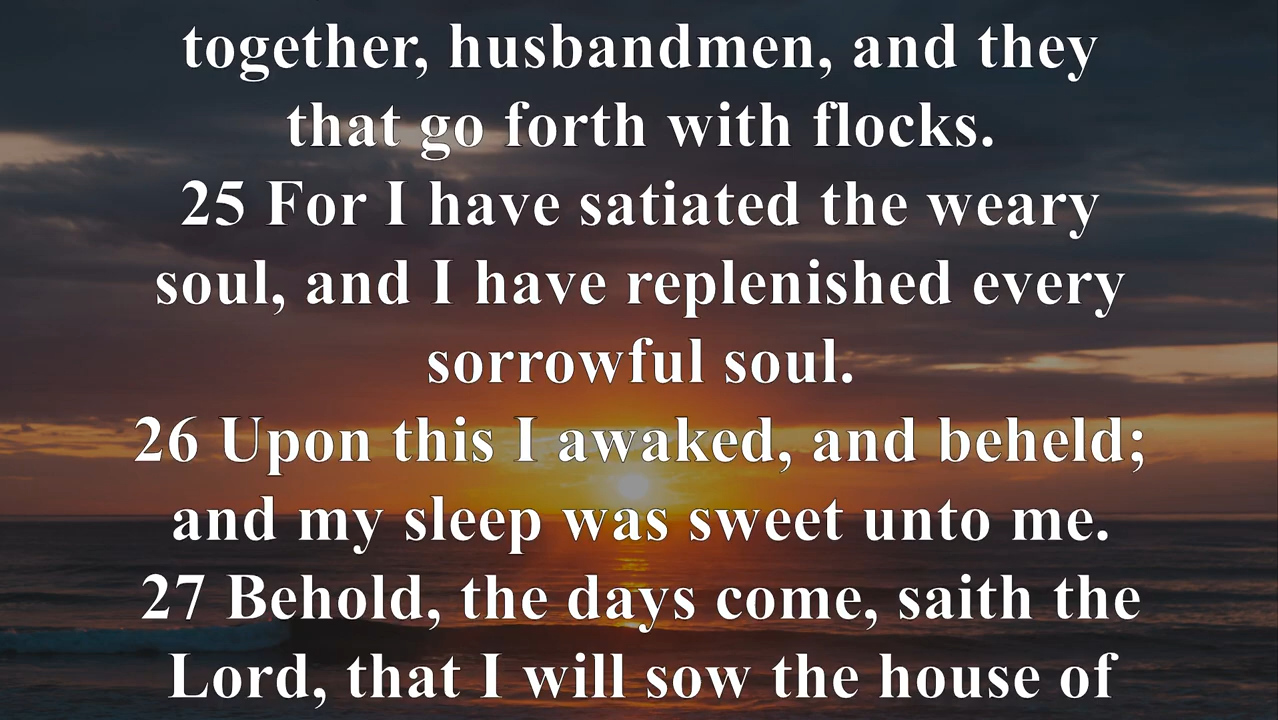 together, husbandmen, and they
that go forth with flocks.
25 For I have satiated the weary
soul, and I have replenished every
sorrowful soul.
26 Upon this I awaked, and beheld;
and my sleep was sweet unto me.
27 Behold, the days come, saith the
Lord, that I will sow the house of